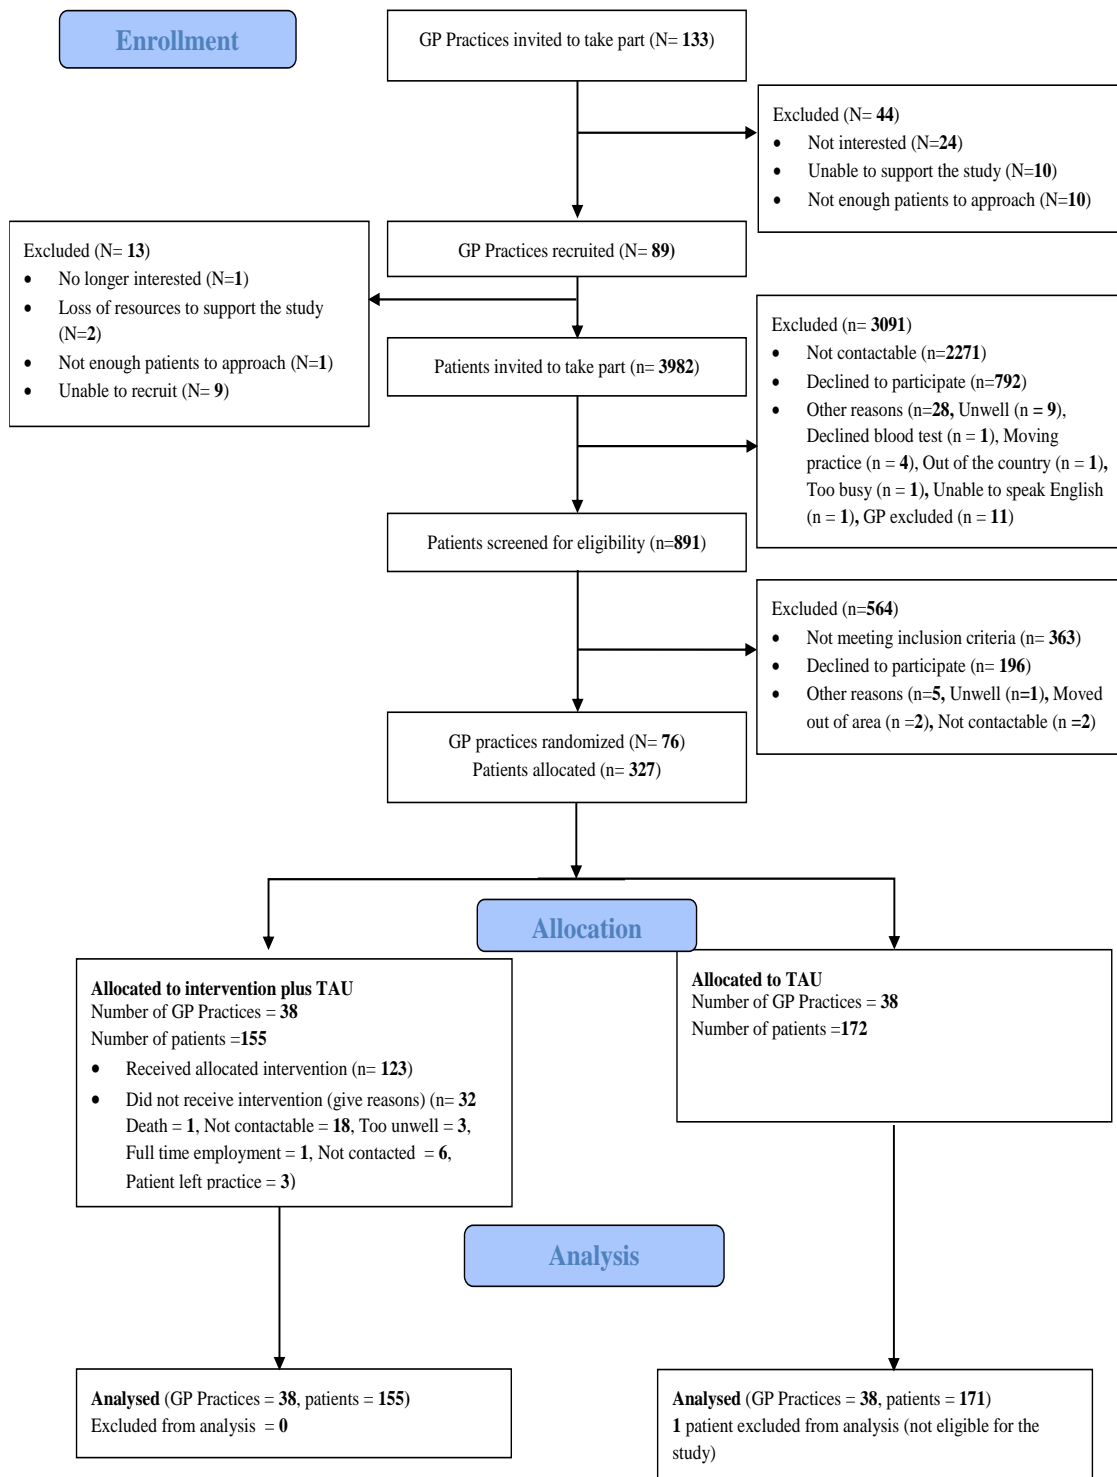 Enrollment
GP Practices invited to take part (N= 133)
Excluded (N= 44)
• Not interested (N=24)
• Unable to support the study (N=10)
• Not enough patients to approach (N=10)
GP Practices recruited (N= 89)
Excluded (N= 13)
• No longer interested (N=1)
• Loss of resources to support the study
(N=2)
• Not enough patients to approach (N=1)
• Unable to recruit (N= 9)
Patients invited to take part (n= 3982)
Excluded (n= 3091)
• Not contactable (n=2271)
• Declined to participate (n=792)
• Other reasons (n=28, Unwell (n = 9),
Declined blood test (n = 1), Moving
practice (n = 4), Out of the country (n = 1),
Too busy (n = 1), Unable to speak English
(n = 1), GP excluded (n = 11)
Patients screened for eligibility (n=891)
Excluded (n=564)
• Not meeting inclusion criteria (n= 363)
• Declined to participate (n= 196)
• Other reasons (n=5, Unwell (n=1), Moved
out of area (n =2), Not contactable (n =2)
GP practices randomized (N= 76)
Patients allocated (n= 327)
Allocation
Allocated to intervention plus TAU
Number of GP Practices = 38
Number of patients =155
• Received allocated intervention (n= 123)
• Did not receive intervention (give reasons) (n= 32
Death = 1, Not contactable = 18, Too unwell = 3,
Full time employment = 1, Not contacted = 6,
Patient left practice = 3)
Allocated to TAU
Number of GP Practices = 38
Number of patients =172
Analysis
Analysed (GP Practices = 38, patients = 155)
Excluded from analysis = 0
Analysed (GP Practices = 38, patients = 171)
1 patient excluded from analysis (not eligible for the
study)